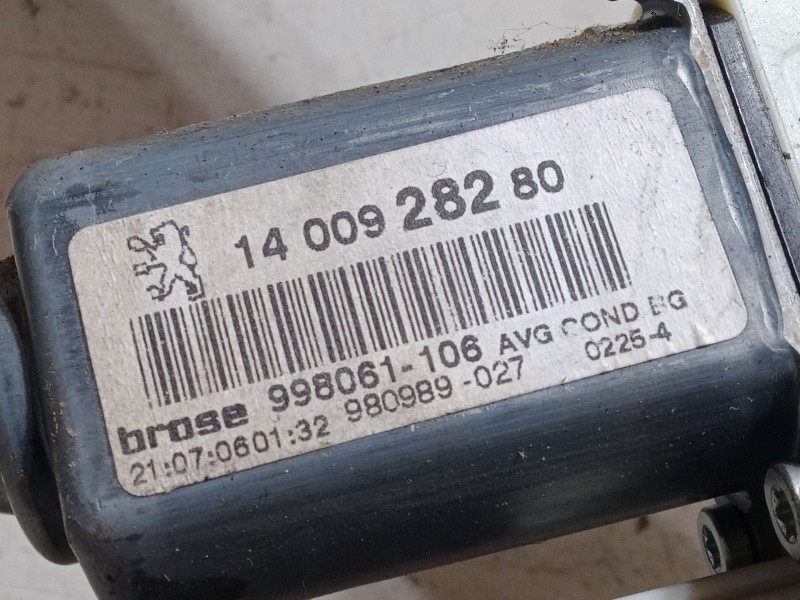 14 009 282 80
998061-106 AVG COND BG
brose 980989-027 0225-4
21:07:0601:32